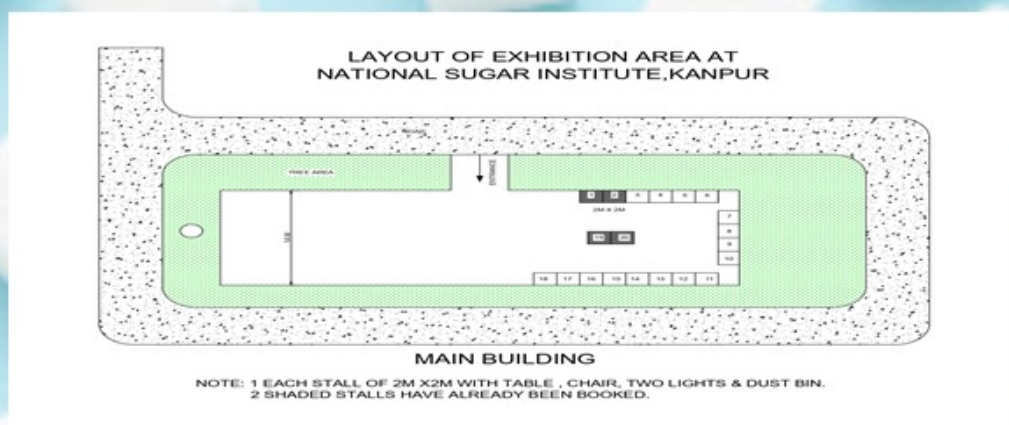 LAYOUT OF EXHIBITION AREA AT
NATIONAL SUGAR INSTITUTE,KANPUR
ROAD
TREE AREA
ENTRANCE
1 2 3 4 5 6
2M X 2M
7
8
9
10
19 20
18 17 16 15 14 13 12 11
MAIN BUILDING
NOTE: 1 EACH STALL OF 2M X2M WITH TABLE , CHAIR, TWO LIGHTS & DUST BIN.
2 SHADED STALLS HAVE ALREADY BEEN BOOKED.